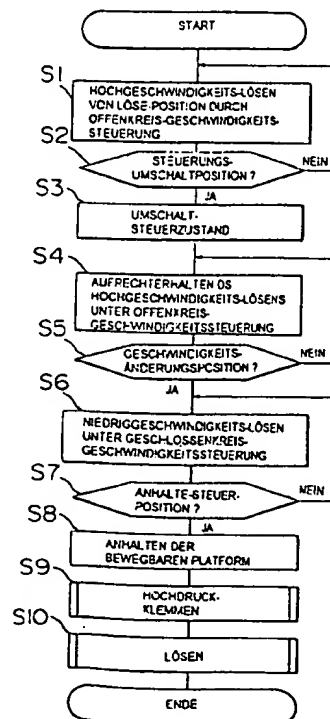 START
S1
HOCHGESCHWINDIGKEITS-LÖSEN
VON LÖSE-POSITION DURCH
OFFENKREIS-GESCHWINDIGKEITS-
STEUERUNG
S2
STEUERUNGS-
UMSCHALTPOSITION ?
NEIN
JA
S3
UMSCHALT-
STEUERZUSTAND
S4
AUFRECHTERHALTEN DS
HOCHGESCHWINDIGKEITS-LÖSENS
UNTER OFFENKREIS-
GESCHWINDIGKEITSSTEUERUNG
S5
GESCHWINDIGKEITS-
ÄNDERUNGSPOSITION ?
NEIN
JA
S6
NIEDRIGGESCHWINDIGKEITS-LÖSEN
UNTER GESCHLOSSENKREIS-
GESCHWINDIGKEITSSTEUERUNG
S7
ANHALTE-STEUER-
POSITION ?
NEIN
JA
S8
ANHALTEN DER
BEWEGBAREN PLATFORM
S9
HOCHDRUCK-
KLEMMEN
S10
LÖSEN
ENDE